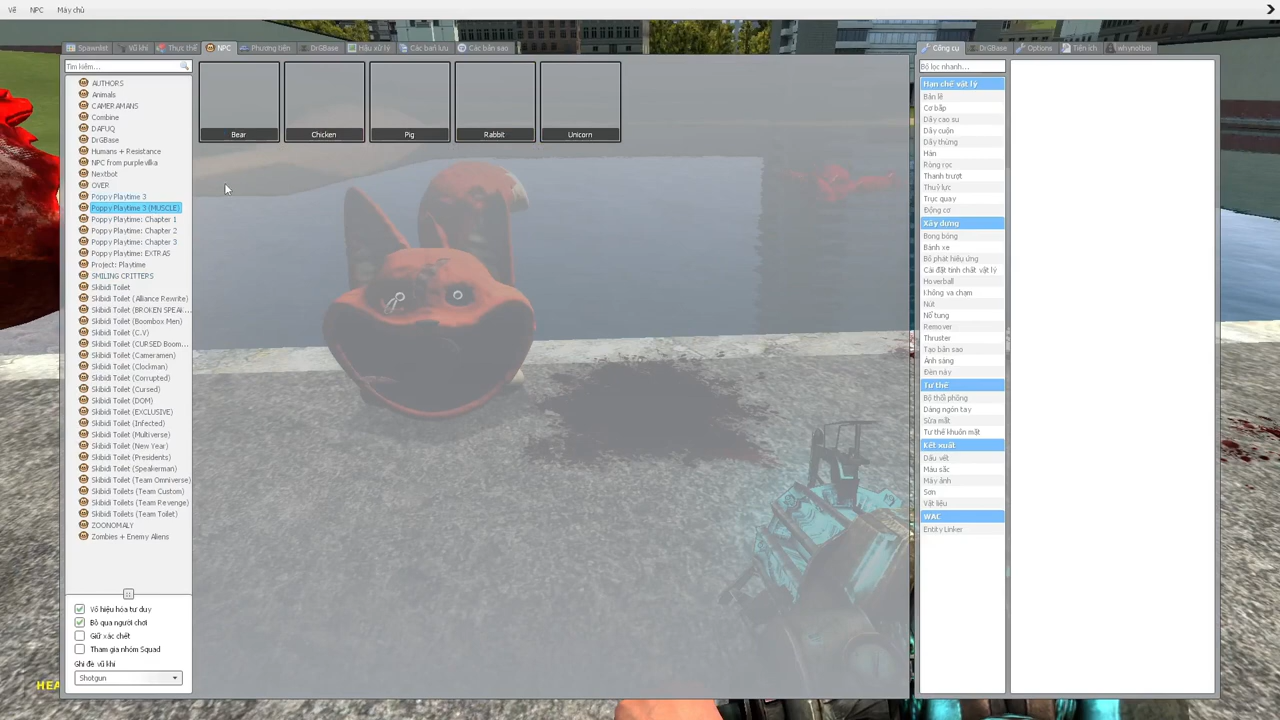 Vẽ NPC Máy chủ
Spawnlist Vũ khí Thực thể NPC Phương tiện DrGBase Hậu xử lý Các bản lưu Các bản sao
Công cụ DrGBase Options Tiện ích whynotboi
Tìm kiếm...
AUTHORS
Animals
CAMERAMANS
Combine
DAFUQ
DrGBase
Humans + Resistance
NPC from purplevilka
Nextbot
OVER
Poppy Playtime 3
Poppy Playtime 3 (MUSCLE)
Poppy Playtime: Chapter 1
Poppy Playtime: Chapter 2
Poppy Playtime: Chapter 3
Poppy Playtime: EXTRAS
Project: Playtime
SMILING CRITTERS
Skibidi Toilet
Skibidi Toilet (Alliance Rewrite)
Skibidi Toilet (BROKEN SPEAK...
Skibidi Toilet (Boombox Men)
Skibidi Toilet (C.V)
Skibidi Toilet (CURSED Boom...
Skibidi Toilet (Cameramen)
Skibidi Toilet (Clockman)
Skibidi Toilet (Corrupted)
Skibidi Toilet (Cursed)
Skibidi Toilet (DOM)
Skibidi Toilet (EXCLUSIVE)
Skibidi Toilet (Infected)
Skibidi Toilet (Multiverse)
Skibidi Toilet (New Year)
Skibidi Toilet (Presidents)
Skibidi Toilet (Speakerman)
Skibidi Toilet (Team Omniverse)
Skibidi Toilets (Team Custom)
Skibidi Toilets (Team Revenge)
Skibidi Toilets (Team Toilet)
ZOONOMALY
Zombies + Enemy Aliens
Vô hiệu hóa tư duy
Bỏ qua người chơi
Giữ xác chết
Tham gia nhóm Squad
Ghi đè vũ khí
Shotgun
HEA
Bear Chicken Pig Rabbit Unicorn
Bộ lọc nhanh...
Hạn chế vật lý
Bản lề
Cơ bắp
Dây cao su
Dây cuộn
Dây thừng
Hàn
Ròng rọc
Thanh trượt
Thuỷ lực
Trục quay
Động cơ
Xây dựng
Bong bóng
Bánh xe
Bộ phát hiệu ứng
Cài đặt tính chất vật lý
Hoverball
Không va chạm
Nút
Nổ tung
Remover
Thruster
Tạo bản sao
Ánh sáng
Đèn này
Tư thế
Bộ thổi phồng
Dáng ngón tay
Sửa mắt
Tư thế khuôn mặt
Kết xuất
Dấu vết
Màu sắc
Máy ảnh
Sơn
Vật liệu
WAC
Entity Linker